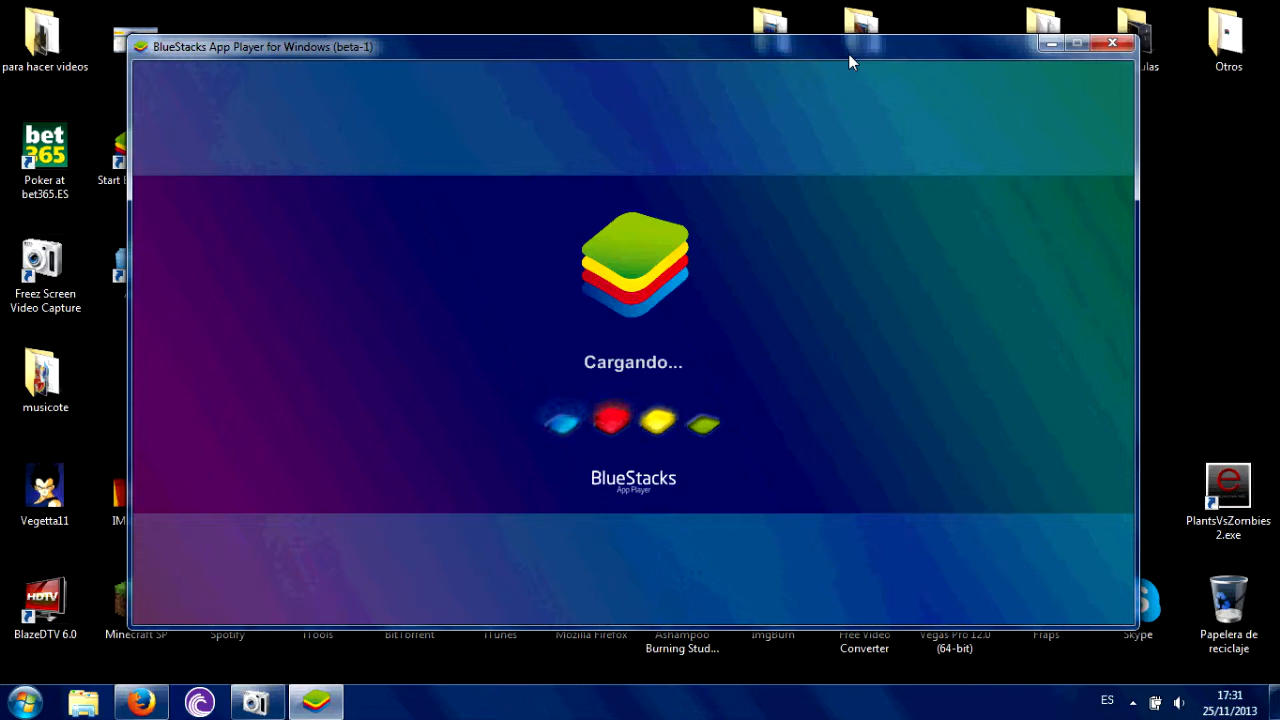 BlueStacks App Player for Windows (beta-1)
para hacer videos
ulas
Otros
bet
365
Poker at
bet365.ES
Start
Freez Screen
Video Capture
Cargando...
musicote
BlueStacks
App Player
Vegetta11
IM
e
PlantsVsZombies
2.exe
HDTV
BlazeDTV 6.0
Minecraft SP
Spotify
iTools
BitTorrent
iTunes
Mozilla Firefox
Ashampoo
Burning Stud...
ImgBurn
Free Video
Converter
Vegas Pro 12.0
(64-bit)
Fraps
Skype
Papelera de
reciclaje
ES
17:31
25/11/2013